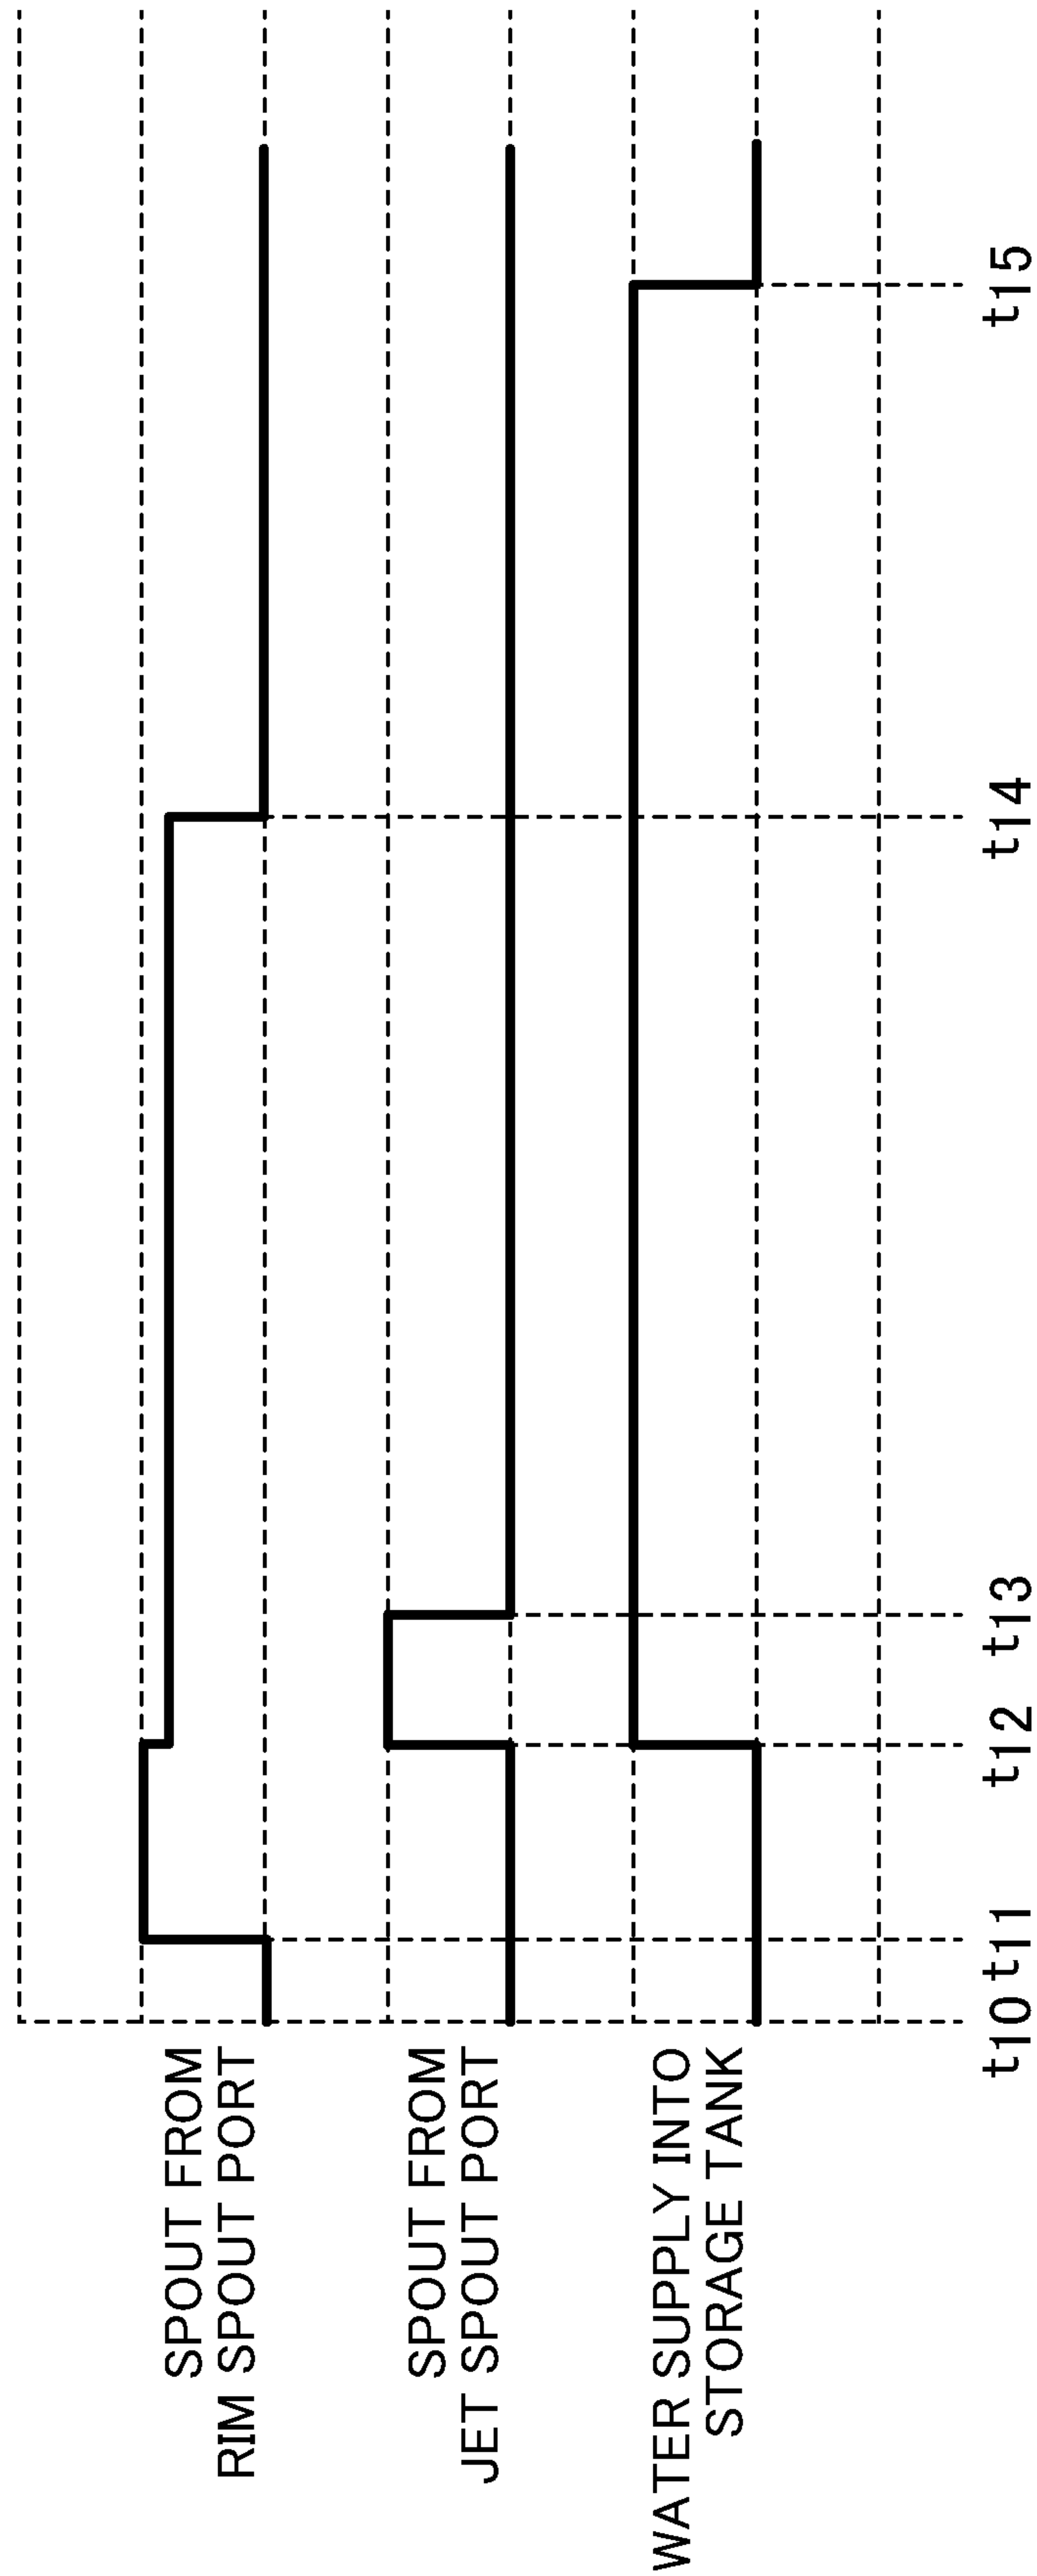 SPOUT FROM
RIM SPOUT PORT
SPOUT FROM
JET SPOUT PORT
WATER SUPPLY INTO
STORAGE TANK
t10 t11 t12 t13 t14 t15